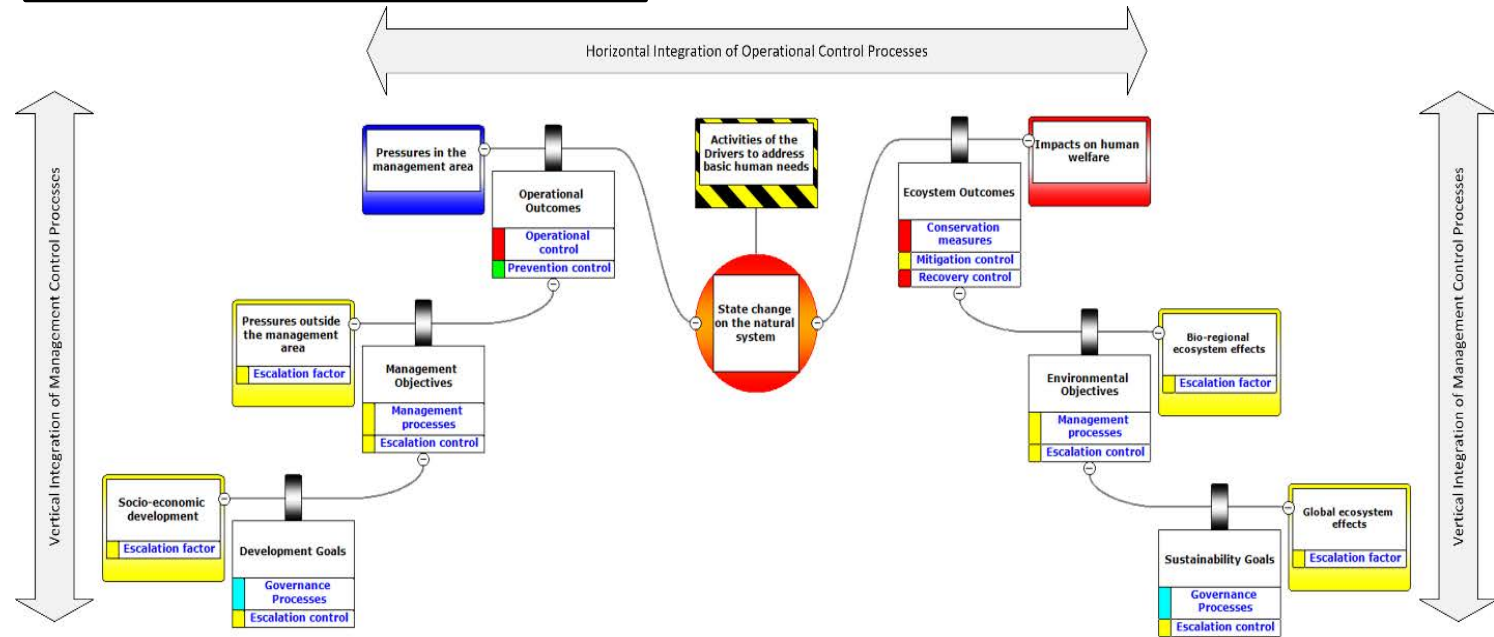 Horizontal Integration of Operational Control Processes
Vertical Integration of Management Control Processes
Pressures in the
management area
Operational
Outcomes
Operational
control
Prevention control
Pressures outside
the management
area
Escalation factor
Management
Objectives
Management
processes
Escalation control
Socio-economic
development
Escalation factor
Development Goals
Governance
Processes
Escalation control
Activities of the
Drivers to address
basic human needs
State change
on the natural
system
Impacts on human
welfare
Ecosystem Outcomes
Conservation
measures
Mitigation control
Recovery control
Bio-regional
ecosystem effects
Escalation factor
Environmental
Objectives
Management
processes
Escalation control
Global ecosystem
effects
Escalation factor
Sustainability Goals
Governance
Processes
Escalation control
Vertical Integration of Management Control Processes